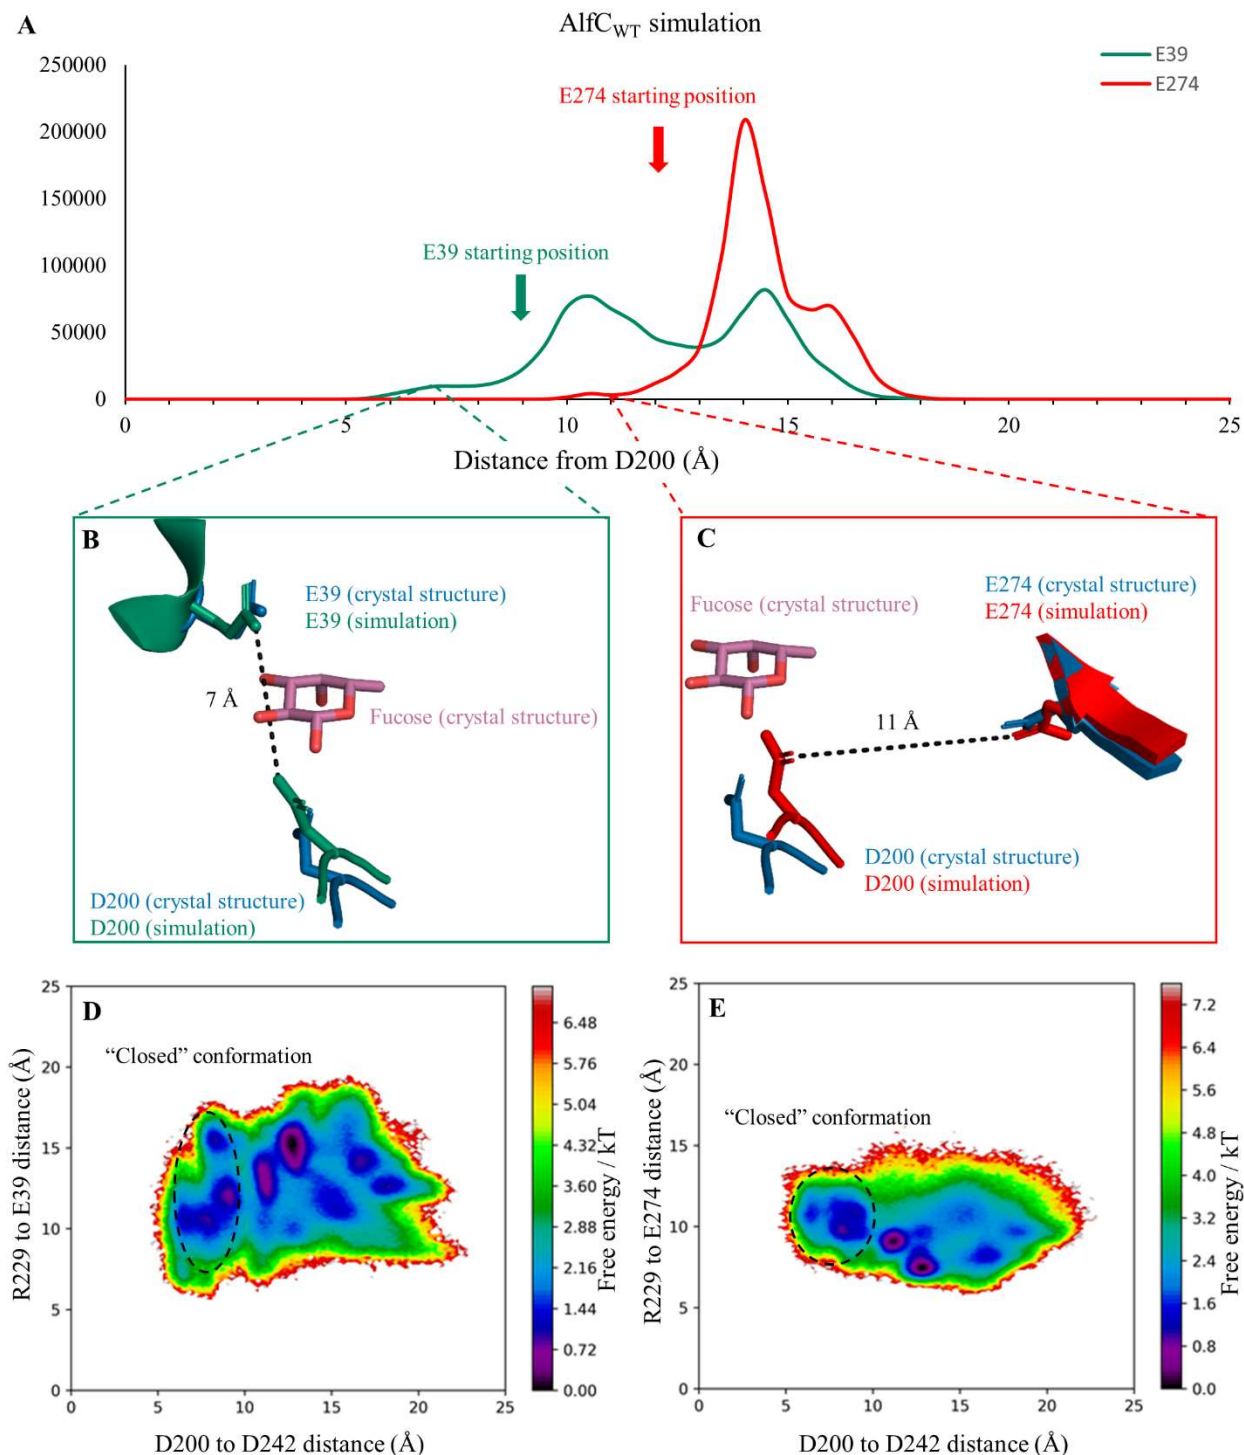 A
AlfCWT simulation
E39
E274
250000
200000
150000
100000
50000
0
E274 starting position
E39 starting position
0 5 10 15 20 25
Distance from D200 (Å)
B
E39 (crystal structure)
E39 (simulation)
7 Å
Fucose (crystal structure)
D200 (crystal structure)
D200 (simulation)
C
Fucose (crystal structure)
E274 (crystal structure)
E274 (simulation)
11 Å
D200 (crystal structure)
D200 (simulation)
D
“Closed” conformation
R229 to E39 distance (Å)
25
20
15
10
5
0
0 5 10 15 20 25
D200 to D242 distance (Å)
6.48
5.76
5.04
4.32
3.60
2.88
2.16
1.44
0.72
0.00
Free energy / kT
E
“Closed” conformation
R229 to E274 distance (Å)
25
20
15
10
5
0
0 5 10 15 20 25
D200 to D242 distance (Å)
7.2
6.4
5.6
4.8
4.0
3.2
2.4
1.6
0.8
0.0
Free energy / kT